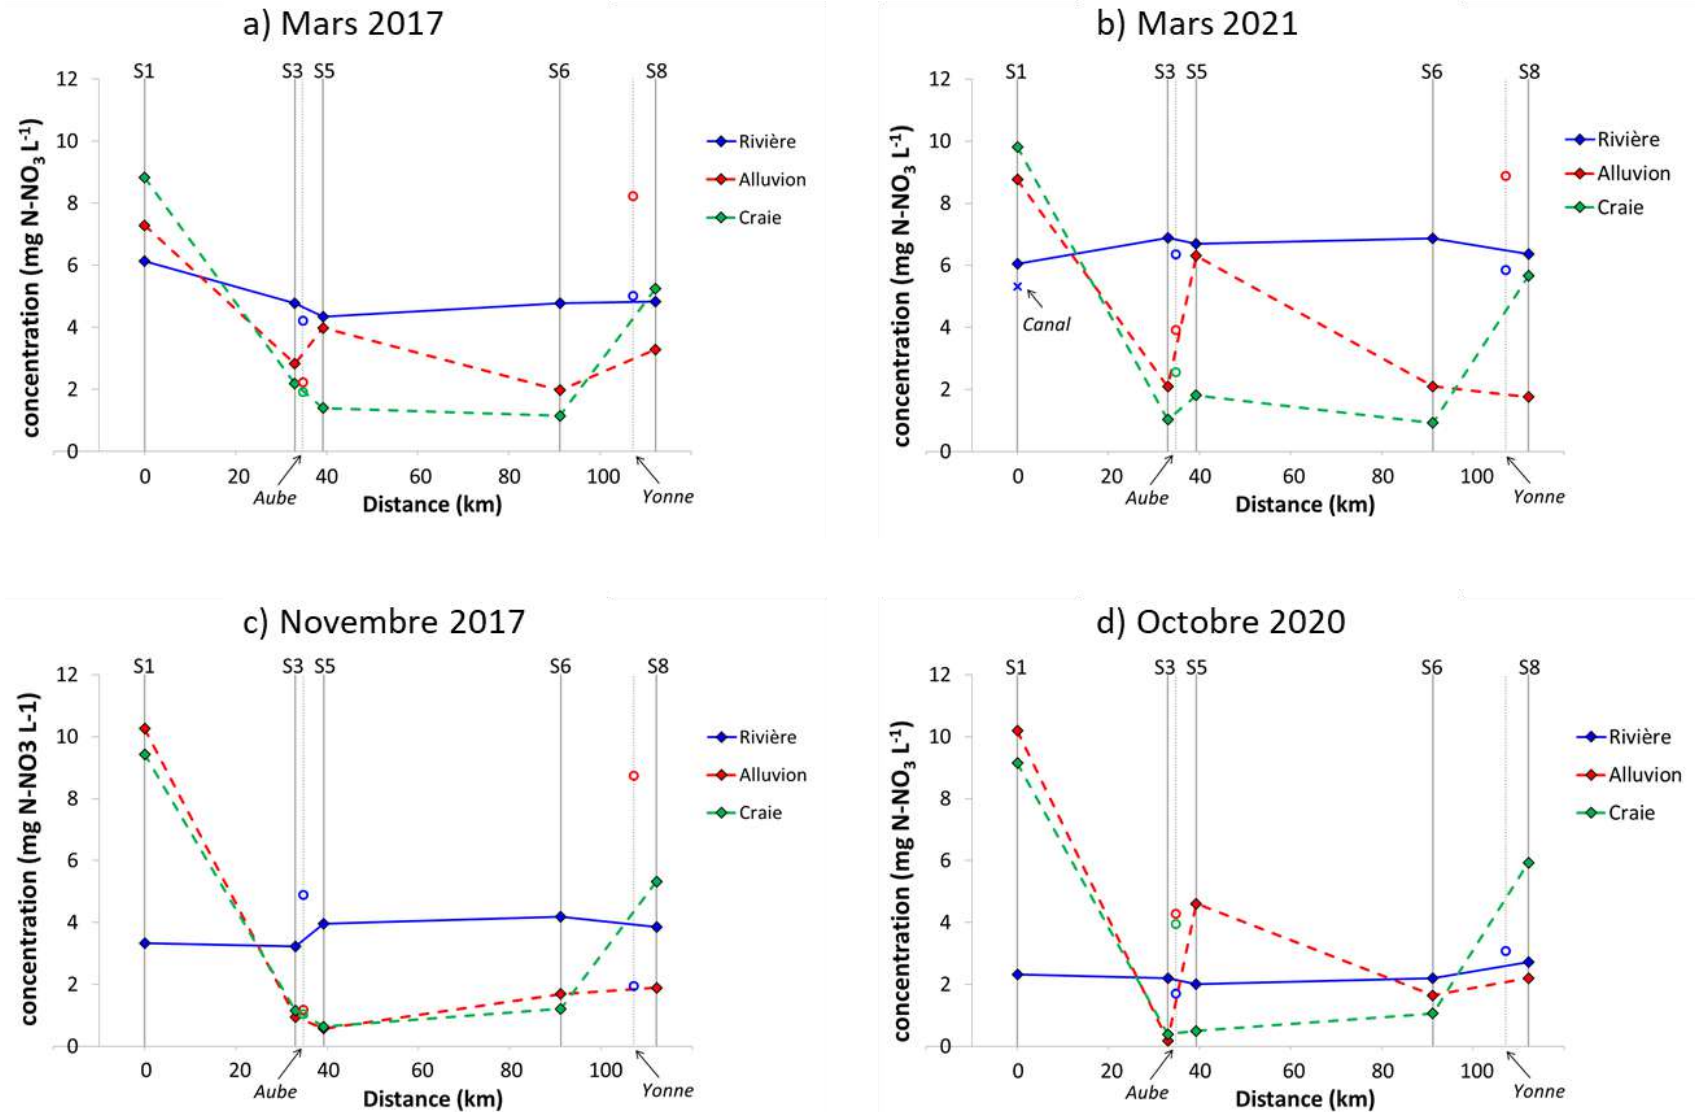 a) Mars 2017
S1 S3 S5 S6 S8
12
10
8
6
4
2
0
concentration (mg N-NO3 L-1)
Rivière
Alluvion
Craie
0 20 40 60 80 100
Aube
Yonne
Distance (km)
b) Mars 2021
S1 S3 S5 S6 S8
12
10
8
6
4
2
0
concentration (mg N-NO3 L-1)
Canal
Rivière
Alluvion
Craie
0 20 40 60 80 100
Aube
Yonne
Distance (km)
c) Novembre 2017
S1 S3 S5 S6 S8
12
10
8
6
4
2
0
concentration (mg N-NO3 L-1)
Rivière
Alluvion
Craie
0 20 40 60 80 100
Aube
Yonne
Distance (km)
d) Octobre 2020
S1 S3 S5 S6 S8
12
10
8
6
4
2
0
concentration (mg N-NO3 L-1)
Rivière
Alluvion
Craie
0 20 40 60 80 100
Aube
Yonne
Distance (km)